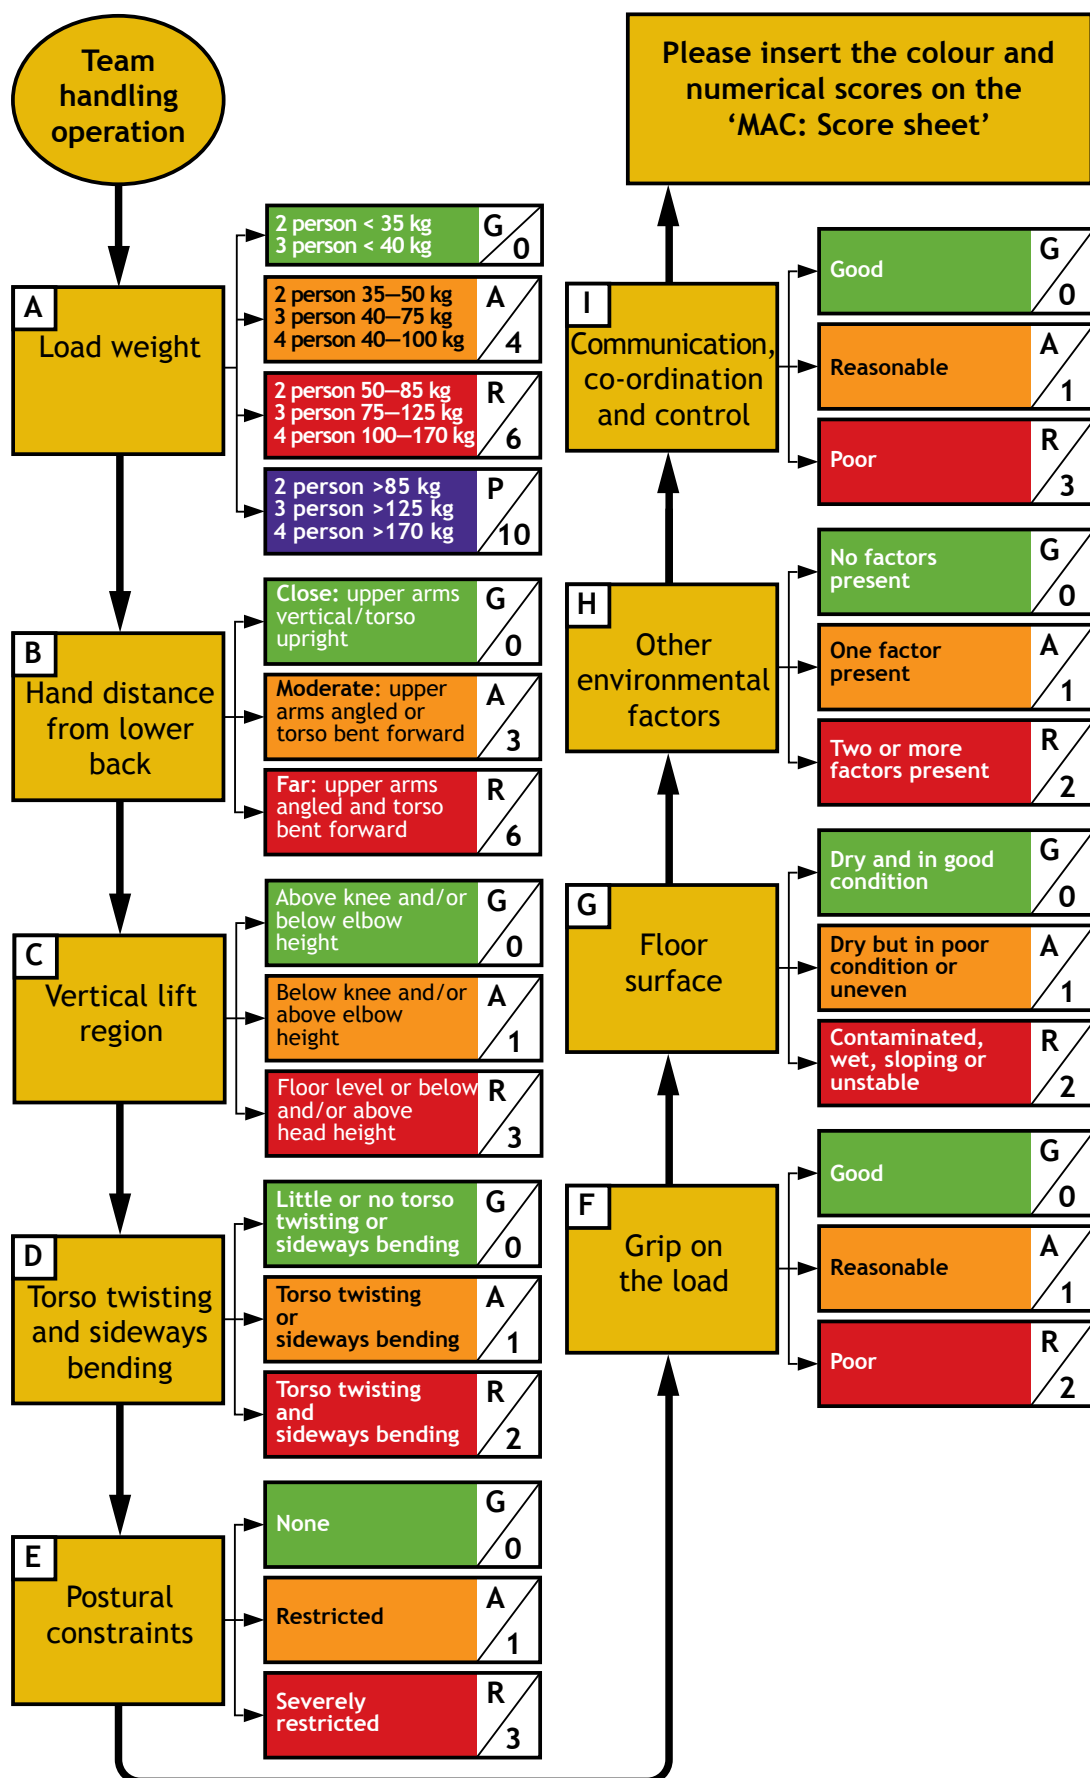 Team
handling
operation
A
Load weight
2 person < 35 kg
3 person < 40 kg
G
0
2 person 35—50 kg
3 person 40—75 kg
4 person 40—100 kg
A
4
2 person 50—85 kg
3 person 75—125 kg
4 person 100—170 kg
R
6
2 person >85 kg
3 person >125 kg
4 person >170 kg
P
10
B
Hand distance
from lower
back
Close: upper arms
vertical/torso
upright
G
0
Moderate: upper
arms angled or
torso bent forward
A
3
Far: upper arms
angled and torso
bent forward
R
6
C
Vertical lift
region
Above knee and/or
below elbow
height
G
0
Below knee and/or
above elbow
height
A
1
Floor level or below
and/or above
head height
R
3
D
Torso twisting
and sideways
bending
Little or no torso
twisting or
sideways bending
G
0
Torso twisting
or
sideways bending
A
1
Torso twisting
and
sideways bending
R
2
E
Postural
constraints
None
G
0
Restricted
A
1
Severely
restricted
R
3
F
Grip on
the load
Good
G
0
Reasonable
A
1
Poor
R
2
G
Floor
surface
Dry and in good
condition
G
0
Dry but in poor
condition or
uneven
A
1
Contaminated,
wet, sloping or
unstable
R
2
H
Other
environmental
factors
No factors
present
G
0
One factor
present
A
1
Two or more
factors present
R
2
I
Communication,
co-ordination
and control
Good
G
0
Reasonable
A
1
Poor
R
3
Please insert the colour and
numerical scores on the
‘MAC: Score sheet’